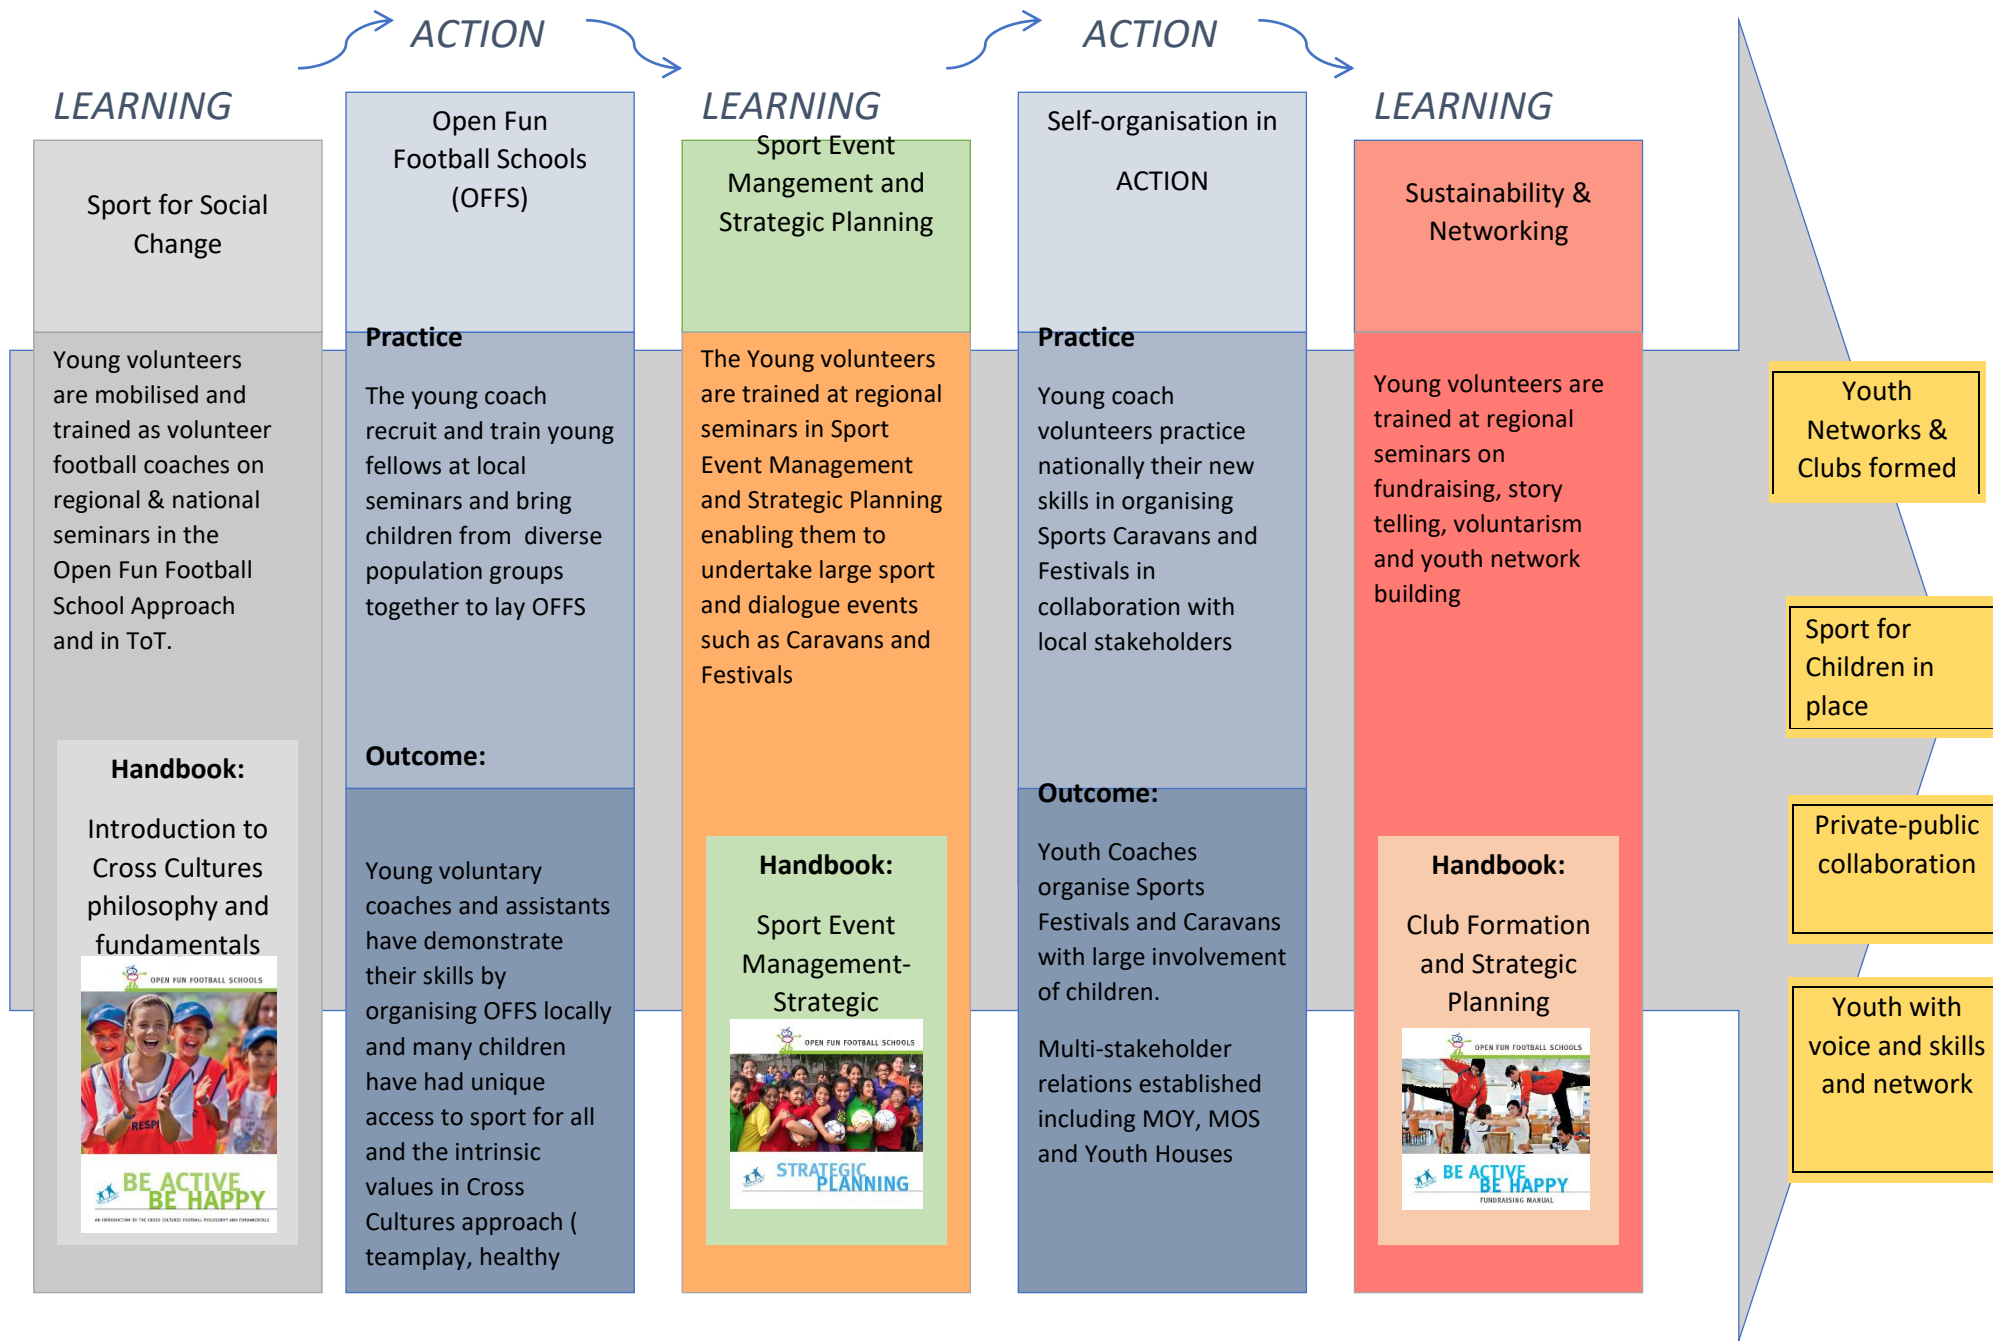 ACTION
ACTION
LEARNING
LEARNING
LEARNING
Sport for Social
Change
Young volunteers
are mobilised and
trained as volunteer
football coaches on
regional & national
seminars in the
Open Fun Football
School Approach
and in ToT.
Handbook:
Introduction to
Cross Cultures
philosophy and
fundamentals
OPEN FUN FOOTBALL SCHOOLS
RESP
BE ACTIVE
BE HAPPY
AN INTRODUCTION TO THE CROSS CULTURES FOOTBALL PHILOSOPHY AND FUNDAMENTALS
Open Fun
Football Schools
(OFFS)
Practice
The young coach
recruit and train young
fellows at local
seminars and bring
children from  diverse
population groups
together to lay OFFS
Outcome:
Young voluntary
coaches and assistants
have demonstrate
their skills by
organising OFFS locally
and many children
have had unique
access to sport for all
and the intrinsic
values in Cross
Cultures approach (
teamplay, healthy
Sport Event
Mangement and
Strategic Planning
The Young volunteers
are trained at regional
seminars in Sport
Event Management
and Strategic Planning
enabling them to
undertake large sport
and dialogue events
such as Caravans and
Festivals
Handbook:
Sport Event
Management-
Strategic
OPEN FUN FOOTBALL SCHOOLS
STRATEGIC
PLANNING
Self-organisation in
ACTION
Practice
Young coach
volunteers practice
nationally their new
skills in organising
Sports Caravans and
Festivals in
collaboration with
local stakeholders
Outcome:
Youth Coaches
organise Sports
Festivals and Caravans
with large involvement
of children.
Multi-stakeholder
relations established
including MOY, MOS
and Youth Houses
Sustainability &
Networking
Young volunteers are
trained at regional
seminars on
fundraising, story
telling, voluntarism
and youth network
building
Handbook:
Club Formation
and Strategic
Planning
OPEN FUN FOOTBALL SCHOOLS
BE ACTIVE
BE HAPPY
FUNDRAISING MANUAL
Youth
Networks &
Clubs formed
Sport for
Children in
place
Private-public
collaboration
Youth with
voice and skills
and network